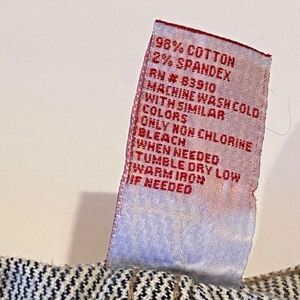 98% COTTON
2% SPANDEX
RN # 83910
MACHINE WASH COLD
WITH SIMILAR
COLORS
ONLY NON CHLORINE
BLEACH
WHEN NEEDED
TUMBLE DRY LOW
WARM IRON
IF NEEDED